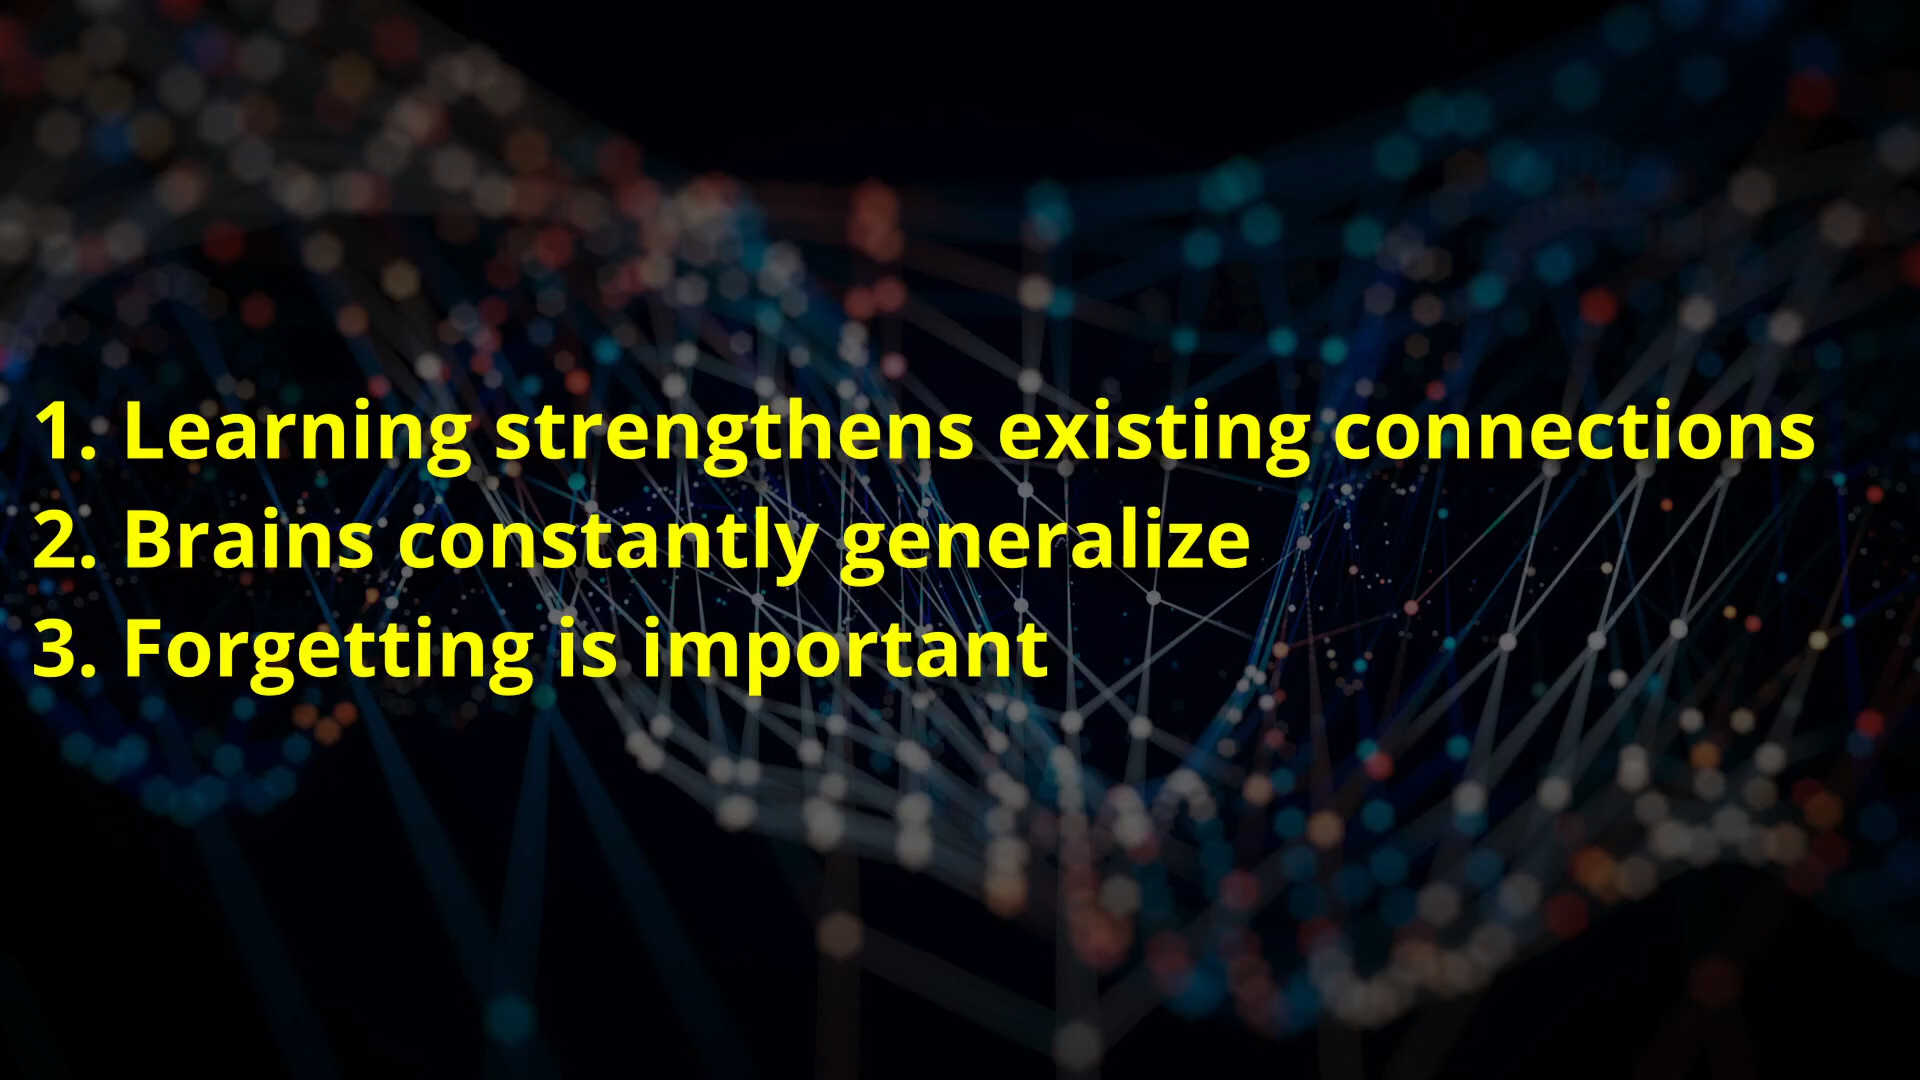 1. Learning strengthens existing connections
2. Brains constantly generalize
3. Forgetting is important